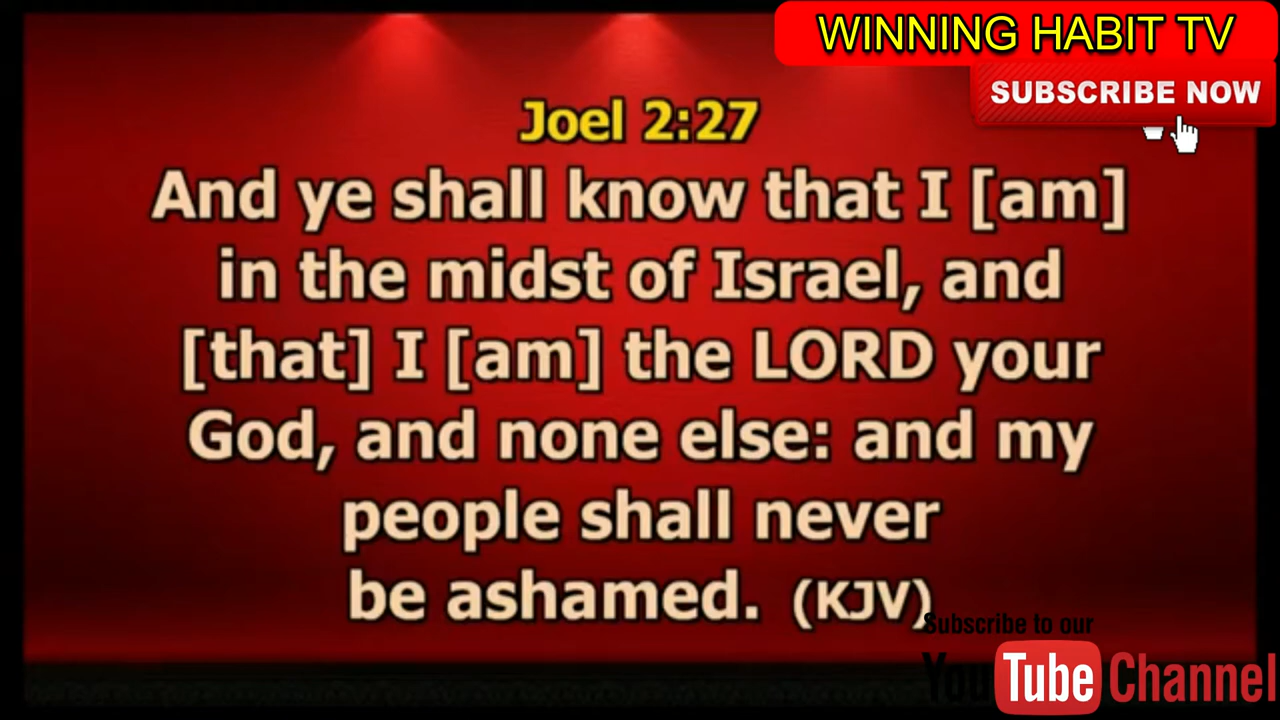 WINNING HABIT TV
SUBSCRIBE NOW
Joel 2:27
And ye shall know that I [am]
in the midst of Israel, and
[that] I [am] the LORD your
God, and none else: and my
people shall never
be ashamed. (KJV)
Subscribe to our
YouTube Channel